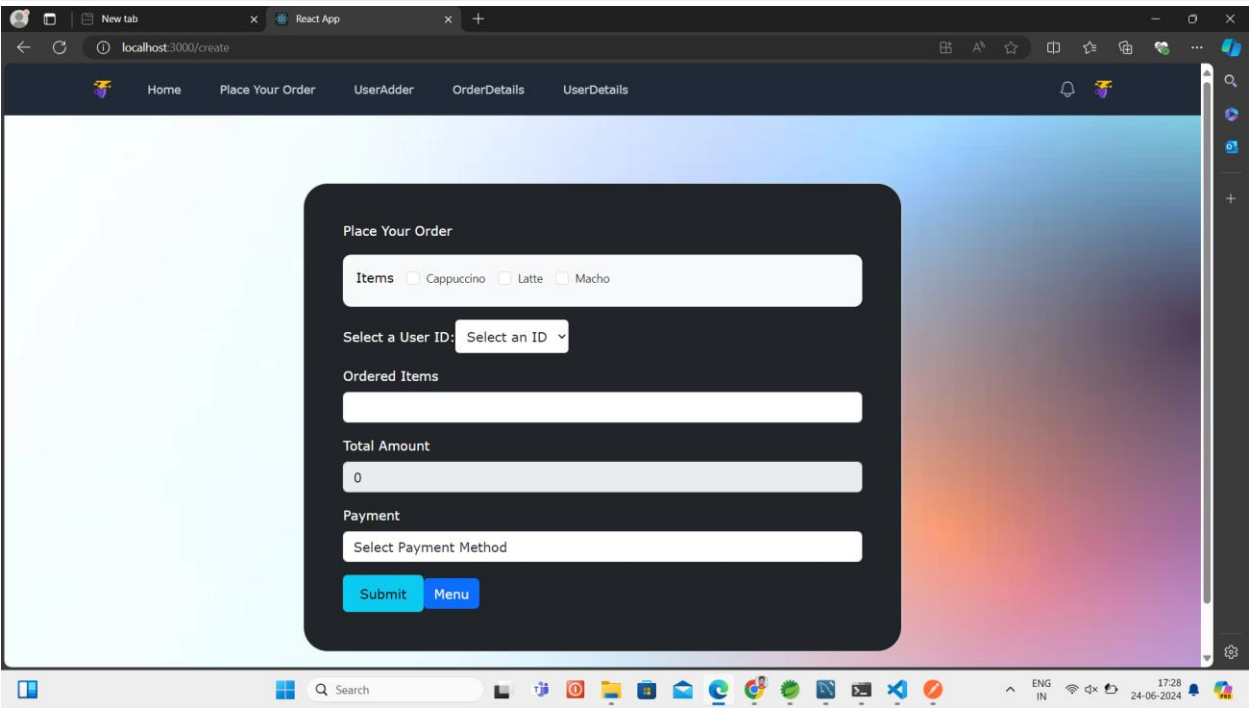 New tab
React App
localhost:3000/create
Home Place Your Order UserAdder OrderDetails UserDetails
Place Your Order
Items Cappuccino Latte Macho
Select a User ID: Select an ID
Ordered Items
Total Amount
0
Payment
Select Payment Method
Submit Menu
Search
ENG
IN
17:28
24-06-2024